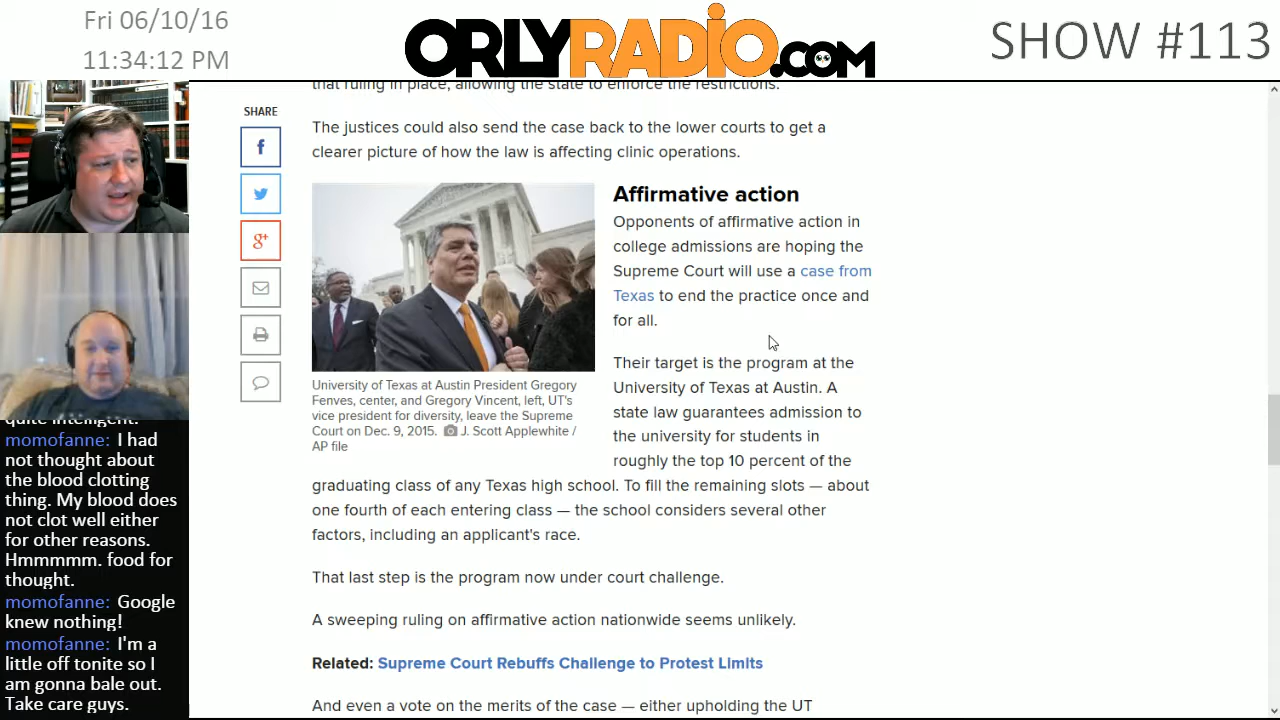 Fri 06/10/16
11:34:12 PM
ORLYRADiO.COM
SHOW #113
that ruling in place, allowing the state to enforce the restrictions.
SHARE
The justices could also send the case back to the lower courts to get a
clearer picture of how the law is affecting clinic operations.
f
g+
University of Texas at Austin President Gregory
Fenves, center, and Gregory Vincent, left, UT's
vice president for diversity, leave the Supreme
Court on Dec. 9, 2015. J. Scott Applewhite /
AP file
Affirmative action
Opponents of affirmative action in
college admissions are hoping the
Supreme Court will use a case from
Texas to end the practice once and
for all.
Their target is the program at the
University of Texas at Austin. A
state law guarantees admission to
the university for students in
roughly the top 10 percent of the
graduating class of any Texas high school. To fill the remaining slots — about
one fourth of each entering class — the school considers several other
factors, including an applicant's race.
That last step is the program now under court challenge.
A sweeping ruling on affirmative action nationwide seems unlikely.
Related: Supreme Court Rebuffs Challenge to Protest Limits
And even a vote on the merits of the case — either upholding the UT
quite intelligent.
momofanne: I had
not thought about
the blood clotting
thing. My blood does
not clot well either
for other reasons.
Hmmmmm. food for
thought.
momofanne: Google
knew nothing!
momofanne: I'm a
little off tonite so I
am gonna bale out.
Take care guys.